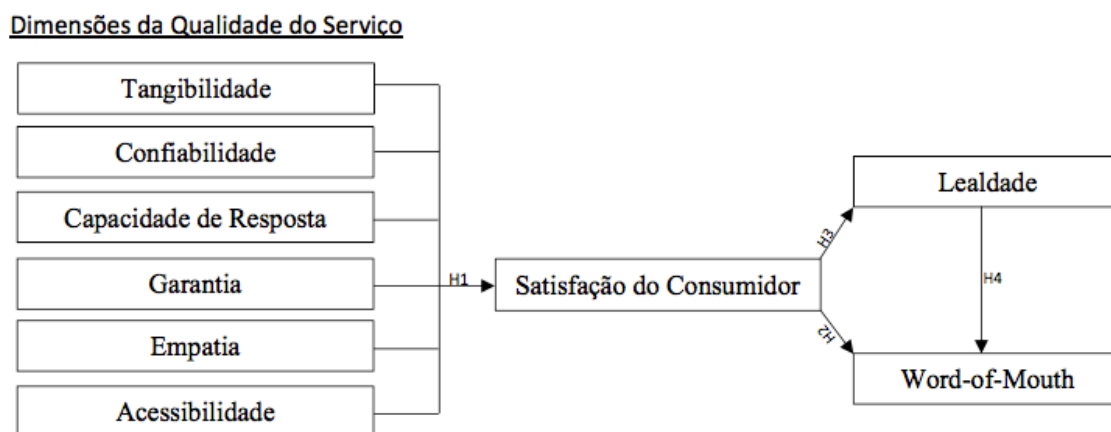 Dimensões da Qualidade do Serviço
Tangibilidade
Confiabilidade
Capacidade de Resposta
Garantia
Empatia
Acessibilidade
H1
Satisfação do Consumidor
H3
H2
Lealdade
H4
Word-of-Mouth